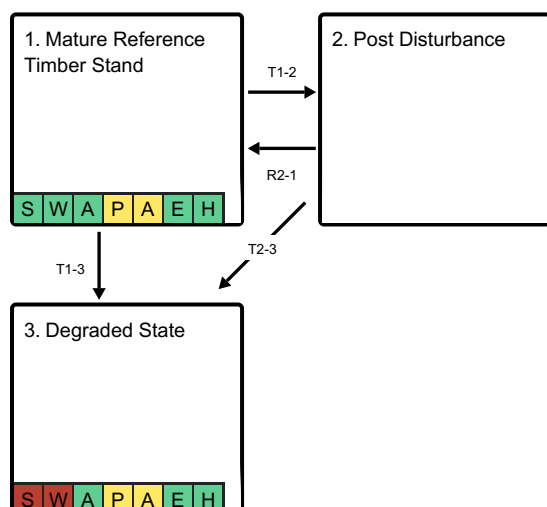 1. Mature Reference
Timber Stand
2. Post Disturbance
T1-2
R2-1
S W A P A E H
T1-3
T2-3
3. Degraded State
S W A P A E H